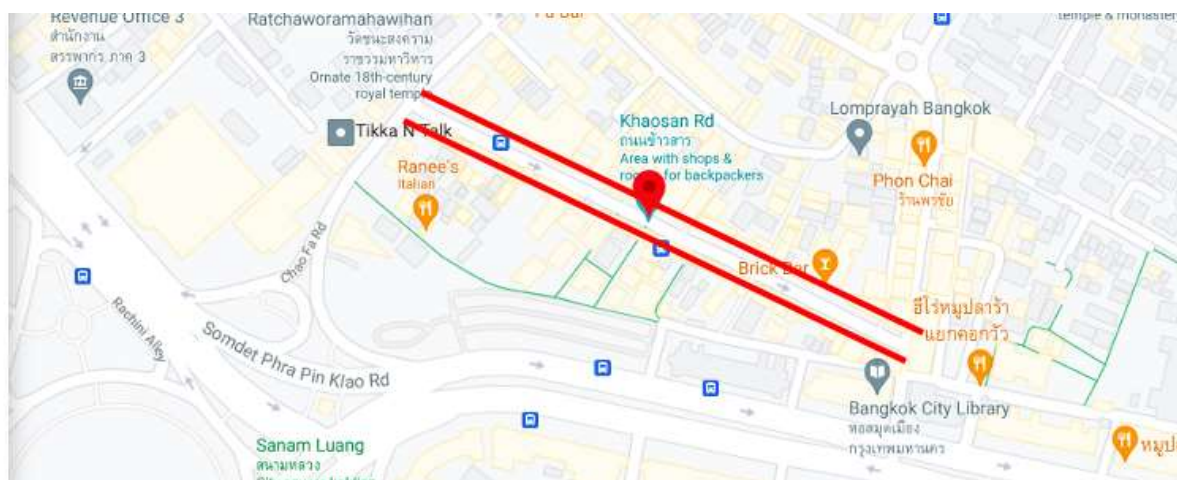 Revenue Office 3
สำนักงาน
สรรพากร ภาค 3
Ratchaworamahawihan
วัดชนะสงคราม
ราชวรมหาวิหาร
Ornate 18th-century
royal temple
Tikka N Talk
Ranee's
Italian
Khaosan Rd
ถนนข้าวสาร
Area with shops &
rooms for backpackers
Lomprayah Bangkok
Phon Chai
ร้านพรชัย
temple & monastery
Brick Bar
ฮีโร่หมูปลาร้า
แยกคอกวัว
Chao Fa Rd
Rachini Alley
Somdet Phra Pin Klao Rd
Bangkok City Library
หอสมุดเมือง
กรุงเทพมหานคร
Sanam Luang
สนามหลวง